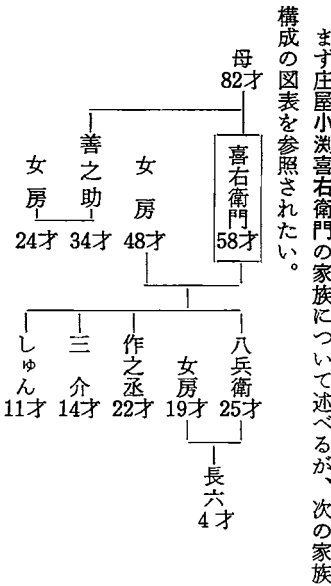 まず庄屋小渕喜右衛門の家族について述べるが、次の家族
構成の図表を参照されたい。
母
82才
喜右衛門
58才
女房
48才
善之助
34才
女房
24才
八兵衛
25才
女房
19才
作之丞
22才
三介
14才
しゅん
11才
長六
4才